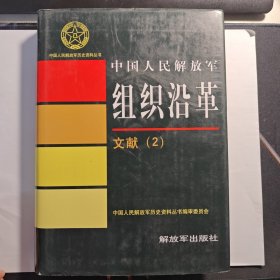 中国人民解放军历史资料丛书
中国人民解放军
组织沿革
文献（2）
中国人民解放军历史资料丛书编审委员会
解放军出版社